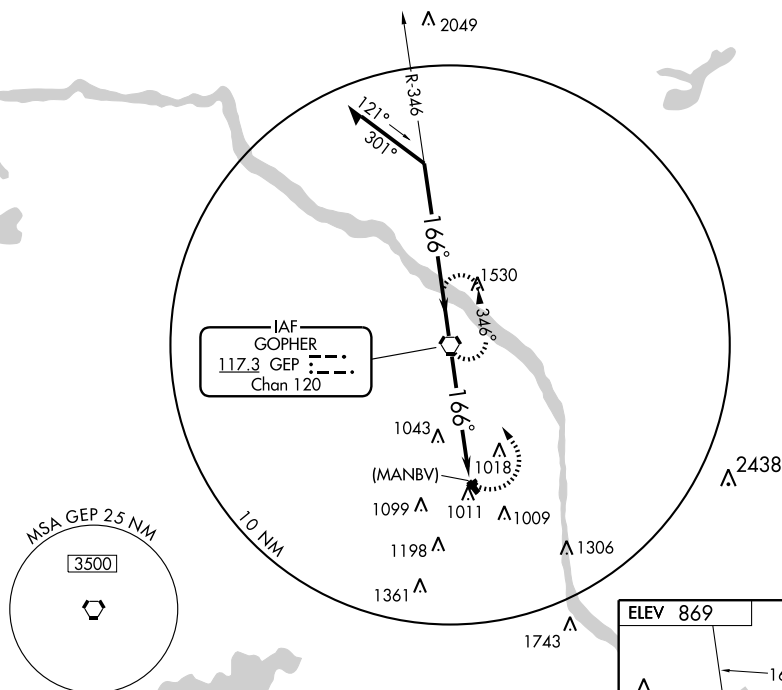 2049
R-346
121°
301°
166°
1530
346°
IAF
GOPHER
117.3 GEP
Chan 120
166°
1043
1018
(MANBV)
2438
1099
1011
1009
MSA GEP 25 NM
10 NM
3500
1198
1306
1361
ELEV 869
1743